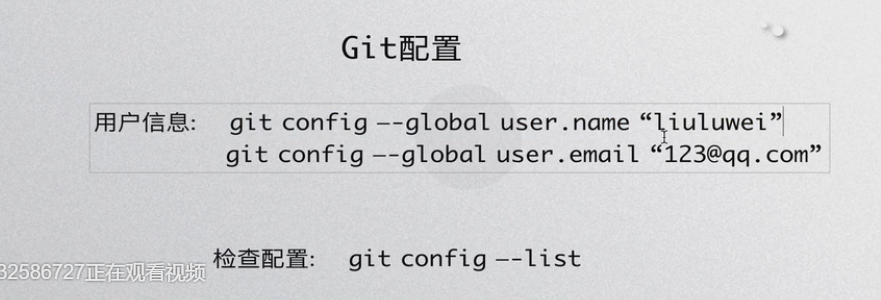 Git配置
用户信息: git config –-global user.name “liuluwei”
git config –-global user.email “123@qq.com”
检查配置: git config –-list
32586727正在观看视频